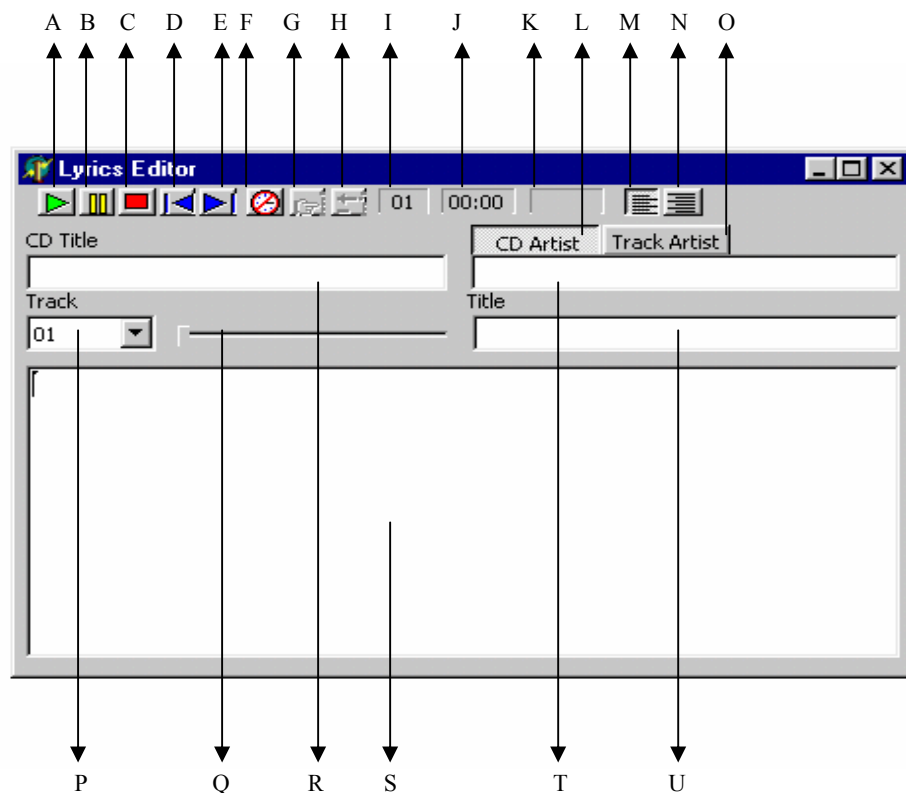 A B C D E F G H I J K L M N O
Lyrics Editor
01 00:00
CD Title CD Artist Track Artist
Track Title
01
P Q R S T U